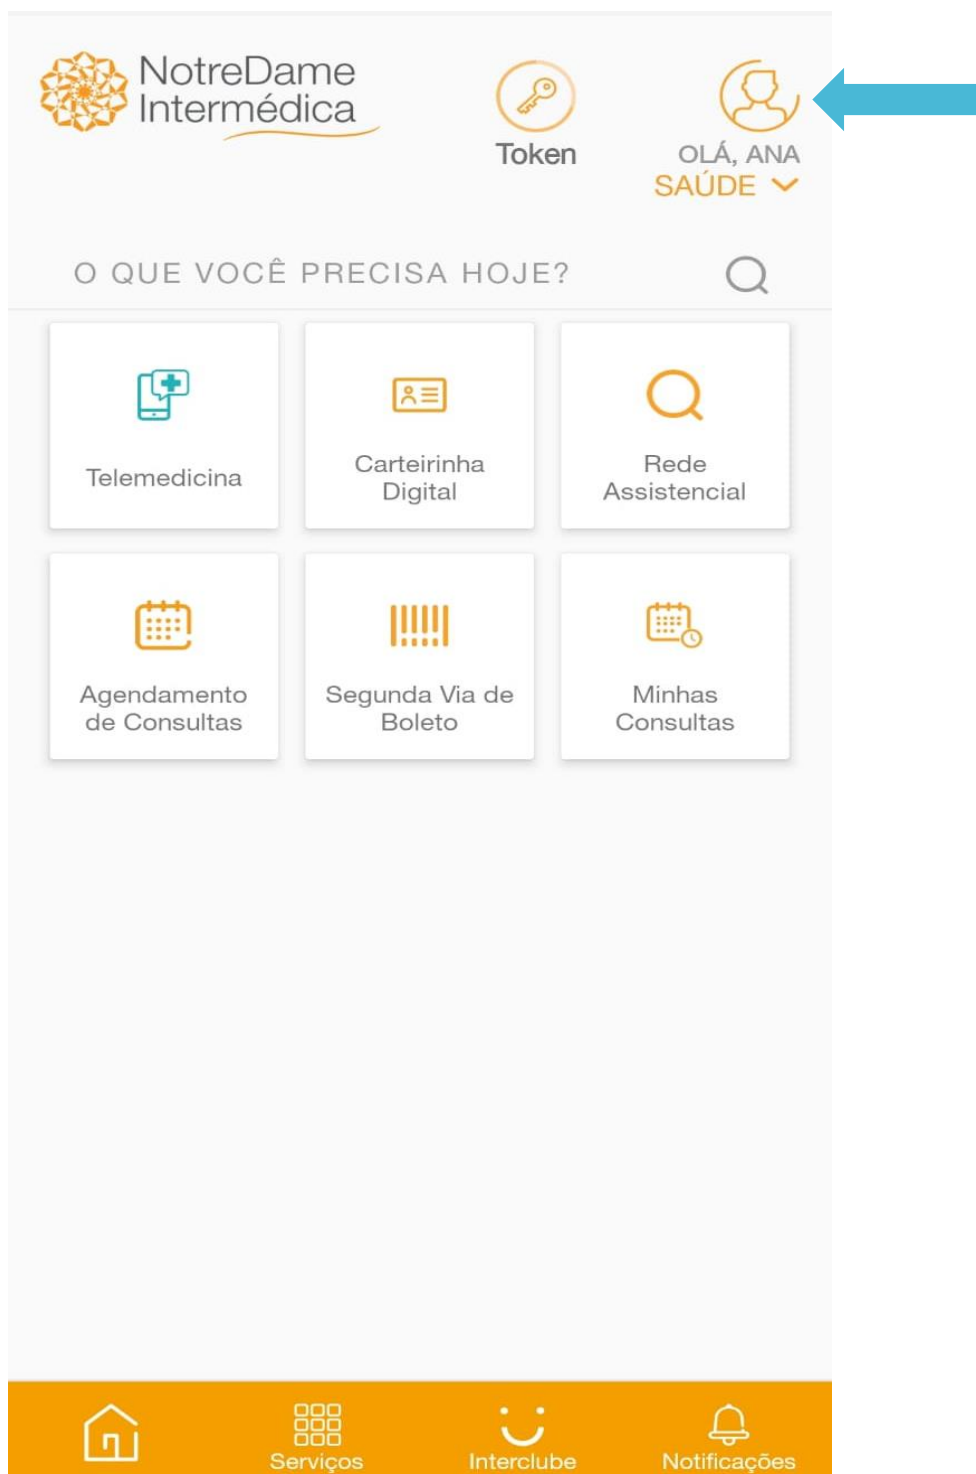 NotreDame
Intermédica
Token
OLÁ, ANA
SAÚDE
O QUE VOCÊ PRECISA HOJE?
Telemedicina
Carteirinha
Digital
Rede
Assistencial
Agendamento
de Consultas
Segunda Via de
Boleto
Minhas
Consultas
Serviços
Interclube
Notificações